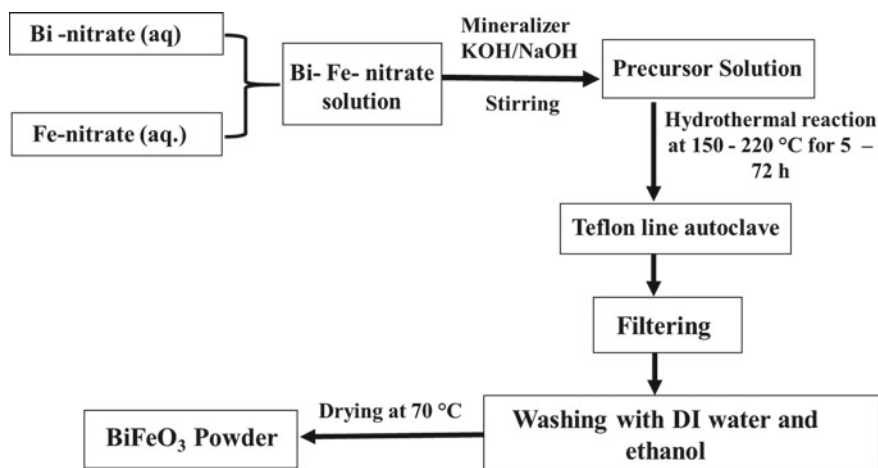 Bi -nitrate (aq)
Fe-nitrate (aq.)
Bi- Fe- nitrate
solution
Mineralizer
KOH/NaOH
Stirring
Precursor Solution
Hydrothermal reaction
at 150 - 220 °C for 5 –
72 h
Teflon line autoclave
Filtering
Washing with DI water and
ethanol
Drying at 70 °C
BiFeO₃ Powder